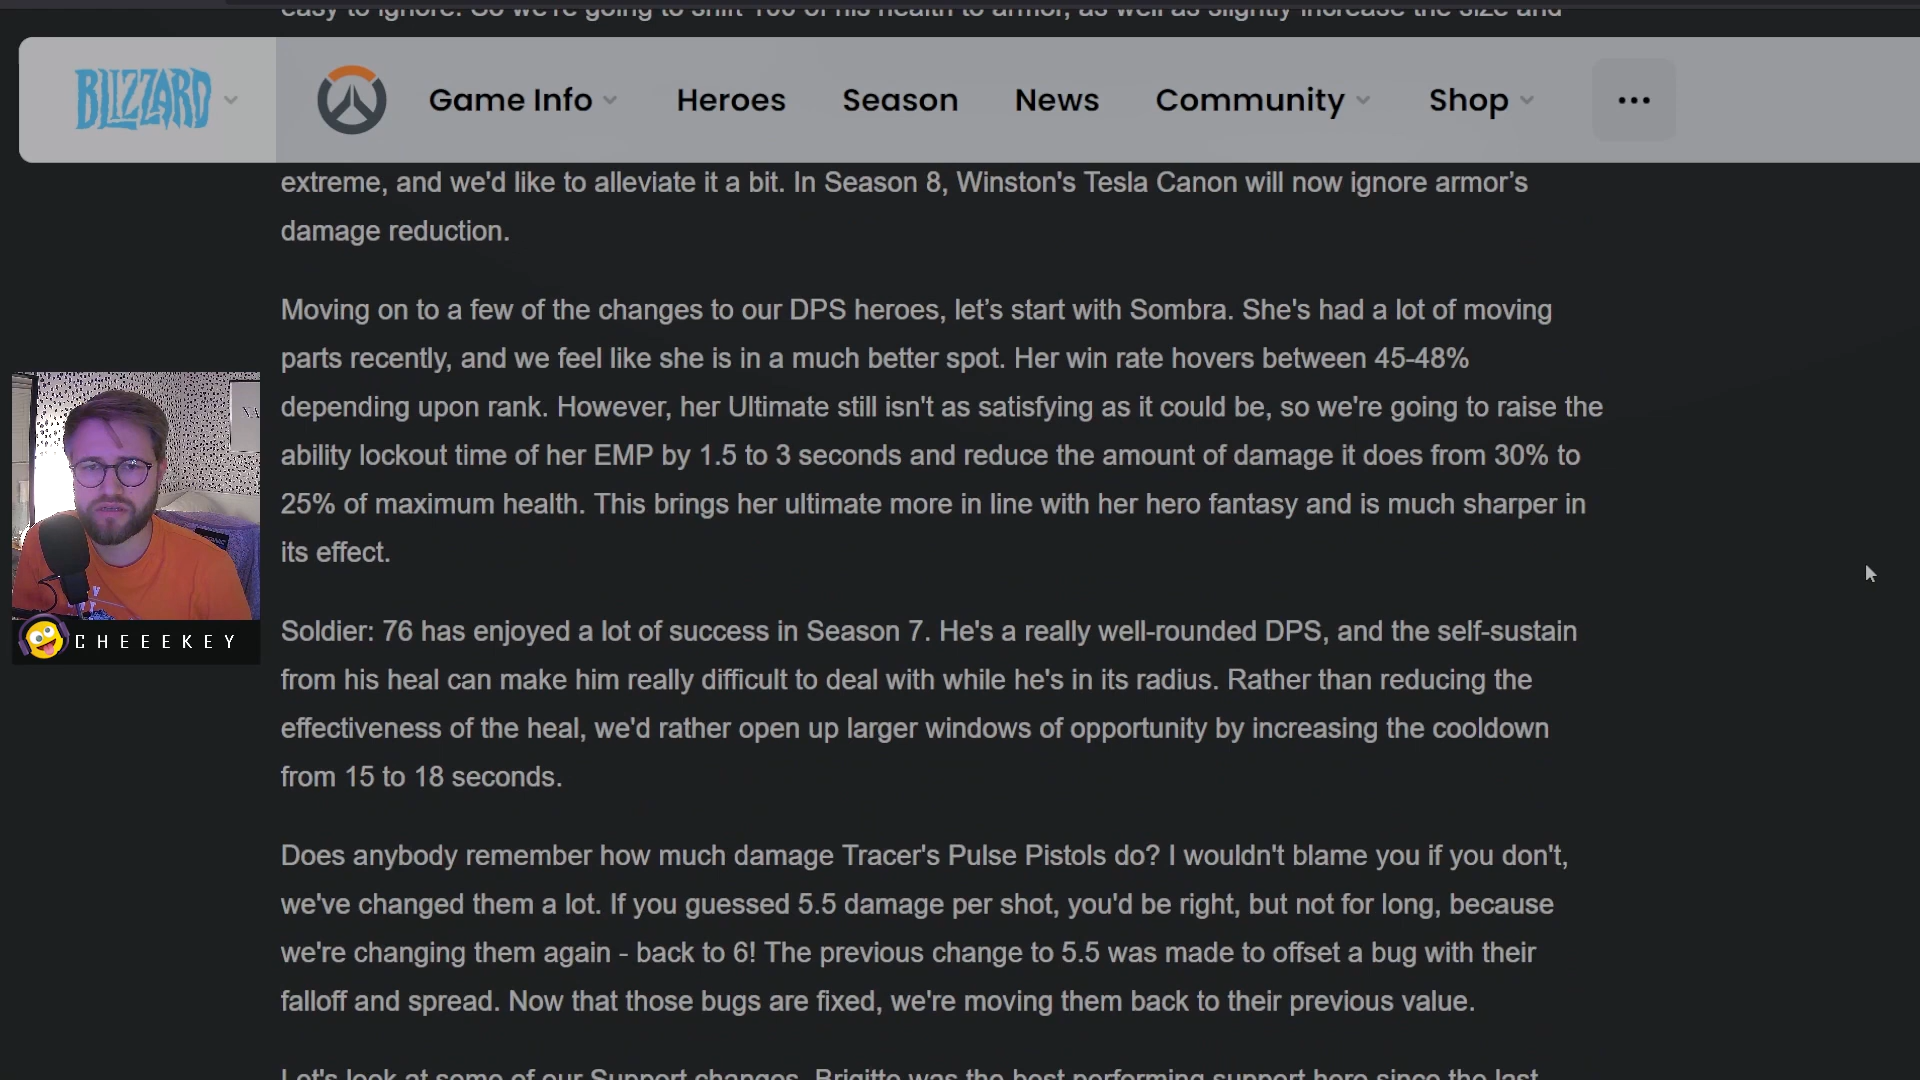 easy to ignore. So we're going to shift 100 of his health to armor, as well as slightly increase the size and
BLIZZARD
Game Info
Heroes
Season
News
Community
Shop
extreme, and we'd like to alleviate it a bit. In Season 8, Winston's Tesla Canon will now ignore armor’s
damage reduction.
Moving on to a few of the changes to our DPS heroes, let’s start with Sombra. She's had a lot of moving
parts recently, and we feel like she is in a much better spot. Her win rate hovers between 45-48%
depending upon rank. However, her Ultimate still isn't as satisfying as it could be, so we're going to raise the
ability lockout time of her EMP by 1.5 to 3 seconds and reduce the amount of damage it does from 30% to
25% of maximum health. This brings her ultimate more in line with her hero fantasy and is much sharper in
its effect.
CHEEEKEY
Soldier: 76 has enjoyed a lot of success in Season 7. He's a really well-rounded DPS, and the self-sustain
from his heal can make him really difficult to deal with while he's in its radius. Rather than reducing the
effectiveness of the heal, we'd rather open up larger windows of opportunity by increasing the cooldown
from 15 to 18 seconds.
Does anybody remember how much damage Tracer's Pulse Pistols do? I wouldn't blame you if you don't,
we've changed them a lot. If you guessed 5.5 damage per shot, you'd be right, but not for long, because
we're changing them again - back to 6! The previous change to 5.5 was made to offset a bug with their
falloff and spread. Now that those bugs are fixed, we're moving them back to their previous value.
Let's look at some of our Support changes. Brigitte was the best performing support hero since the last